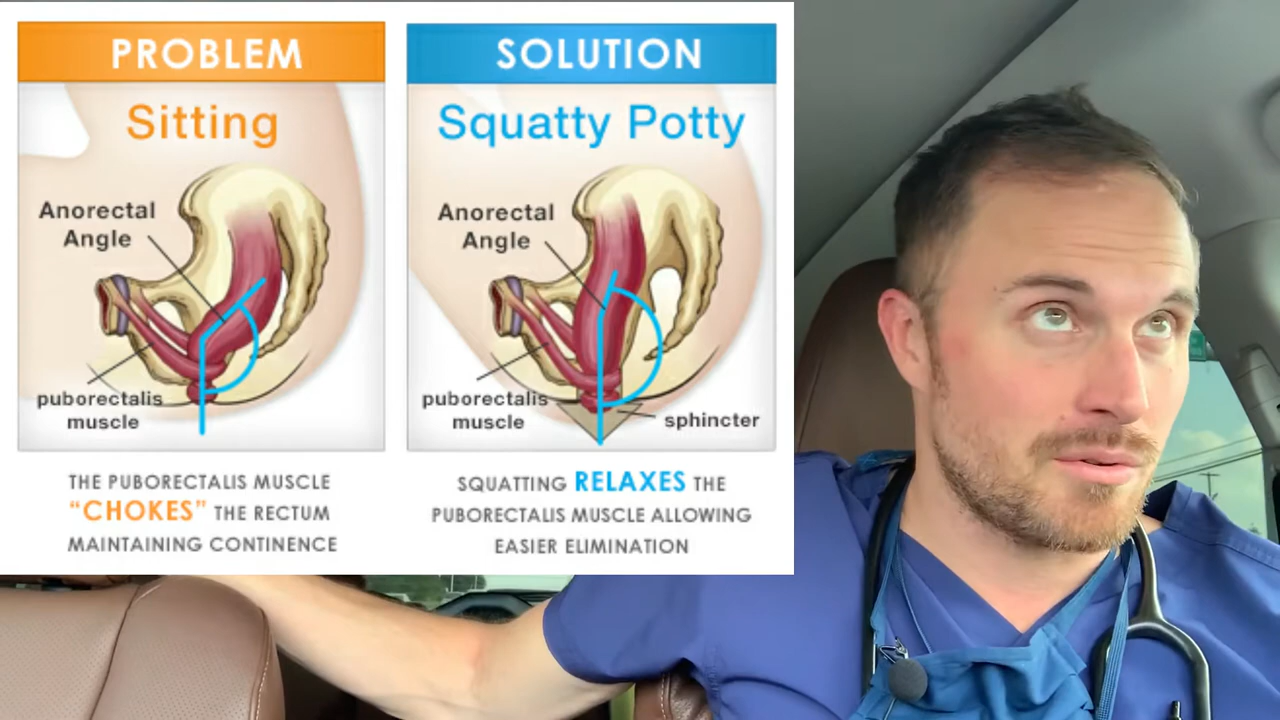 PROBLEM
Sitting
Anorectal
Angle
puborectalis
muscle
THE PUBORECTALIS MUSCLE
“CHOKES” THE RECTUM
MAINTAINING CONTINENCE
SOLUTION
Squatty Potty
Anorectal
Angle
puborectalis
muscle
sphincter
SQUATTING RELAXES THE
PUBORECTALIS MUSCLE ALLOWING
EASIER ELIMINATION